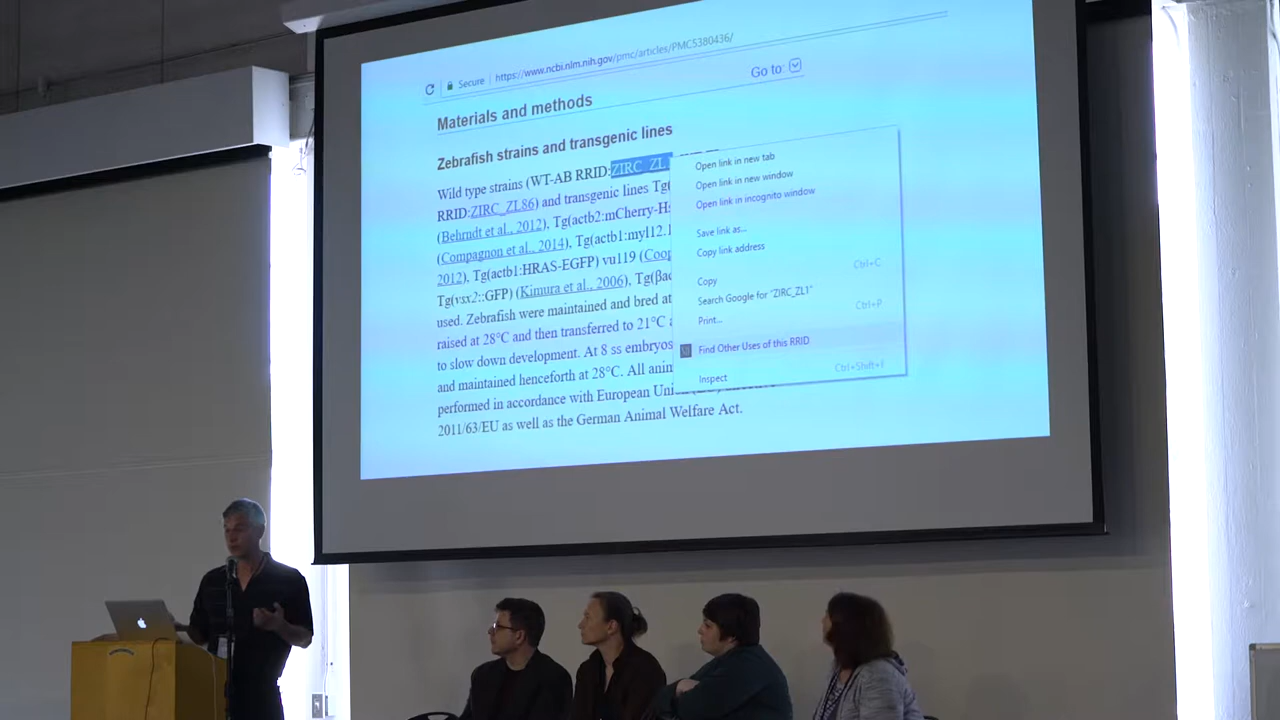 Secure | https://www.ncbi.nlm.nih.gov/pmc/articles/PMC5380436/
Go to:
Materials and methods
Zebrafish strains and transgenic lines
Wild type strains (WT-AB RRID:ZIRC_ZL
RRID:ZIRC_ZL86) and transgenic lines Tg(
(Behrndt et al., 2012), Tg(actb2:mCherry-H
(Compagnon et al., 2014), Tg(actb1:myl12.1
2012), Tg(actb1:HRAS-EGFP) vu119 (Coop
Tg(vsx2::GFP) (Kimura et al., 2006), Tg(βac
used. Zebrafish were maintained and bred at
raised at 28°C and then transferred to 21°C
to slow down development. At 8 ss embryos
and maintained henceforth at 28°C. All anim
performed in accordance with European Uni
2011/63/EU as well as the German Animal Welfare Act.
Open link in new tab
Open link in new window
Open link in incognito window
Save link as...
Copy link address
Copy Ctrl+C
Search Google for "ZIRC_ZL1"
Print... Ctrl+P
Find Other Uses of this RRID
Inspect Ctrl+Shift+I